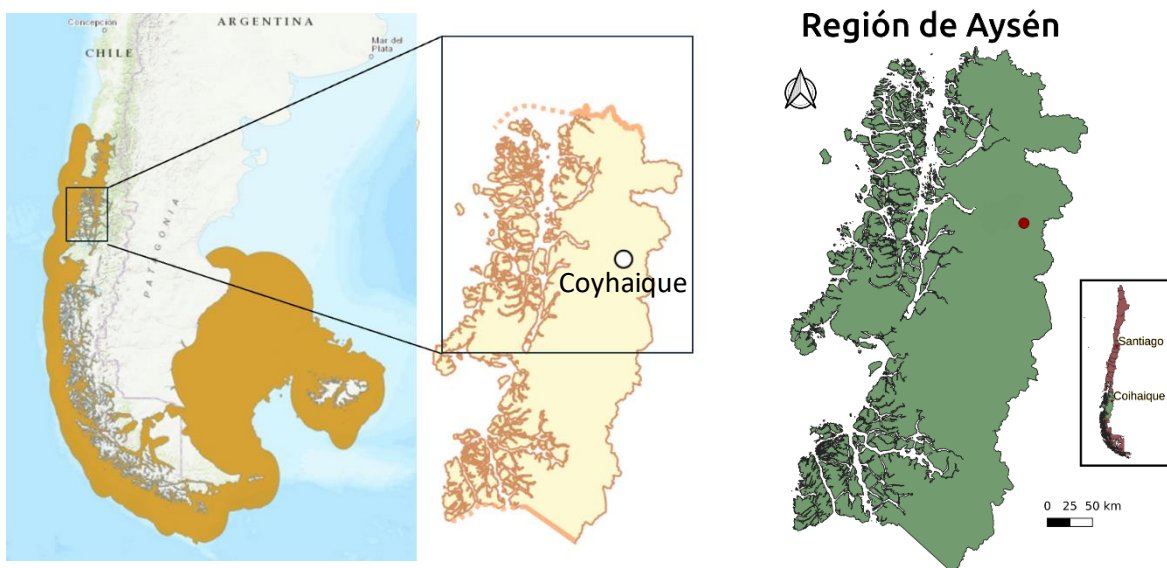 Concepción
CHILE
ARGENTINA
Mar del
Plata
PATAGONIA
Coyhaique
Región de Aysén
Santiago
Coihaique
0 25 50 km